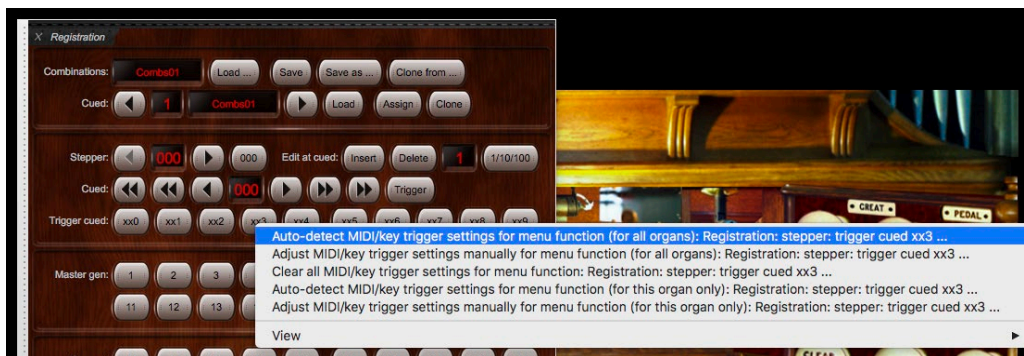 X Registration
Combinations: Combs01 Load ... Save Save as ... Clone from ...
Cued: 1 Combs01 Load Assign Clone
Stepper: 000 000 Edit at cued: Insert Delete 1 1/10/100
Cued: 000 Trigger
Trigger cued: xx0 xx1 xx2 xx3 xx4 xx5 xx6 xx7 xx8 xx9
GREAT PEDAL
Auto-detect MIDI/key trigger settings for menu function (for all organs): Registration: stepper: trigger cued xx3 ...
Adjust MIDI/key trigger settings manually for menu function (for all organs): Registration: stepper: trigger cued xx3 ...
Clear all MIDI/key trigger settings for menu function: Registration: stepper: trigger cued xx3 ...
Auto-detect MIDI/key trigger settings for menu function (for this organ only): Registration: stepper: trigger cued xx3 ...
Adjust MIDI/key trigger settings manually for menu function (for this organ only): Registration: stepper: trigger cued xx3 ...
View
Master gen: 1 2 3
11 12 13